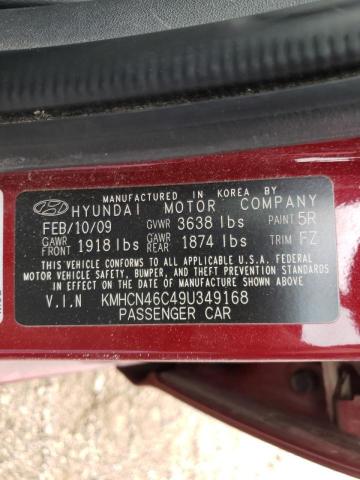 MANUFACTURED IN KOREA BY
HYUNDAI MOTOR COMPANY
FEB/10/09 GVWR 3638 lbs PAINT 5R
GAWR FRONT 1918 lbs GAWR REAR 1874 lbs TRIM FZ
THIS VEHICLE CONFORMS TO ALL APPLICABLE U.S.A FEDERAL
MOTOR VEHICLE SAFETY, BUMPER, AND THEFT PREVENTION
STANDARDS IN EFFECT ON THE DATE OF MANUFACTURE SHOWN ABOVE.
V.I.N KMHCN46C49U349168
PASSENGER CAR